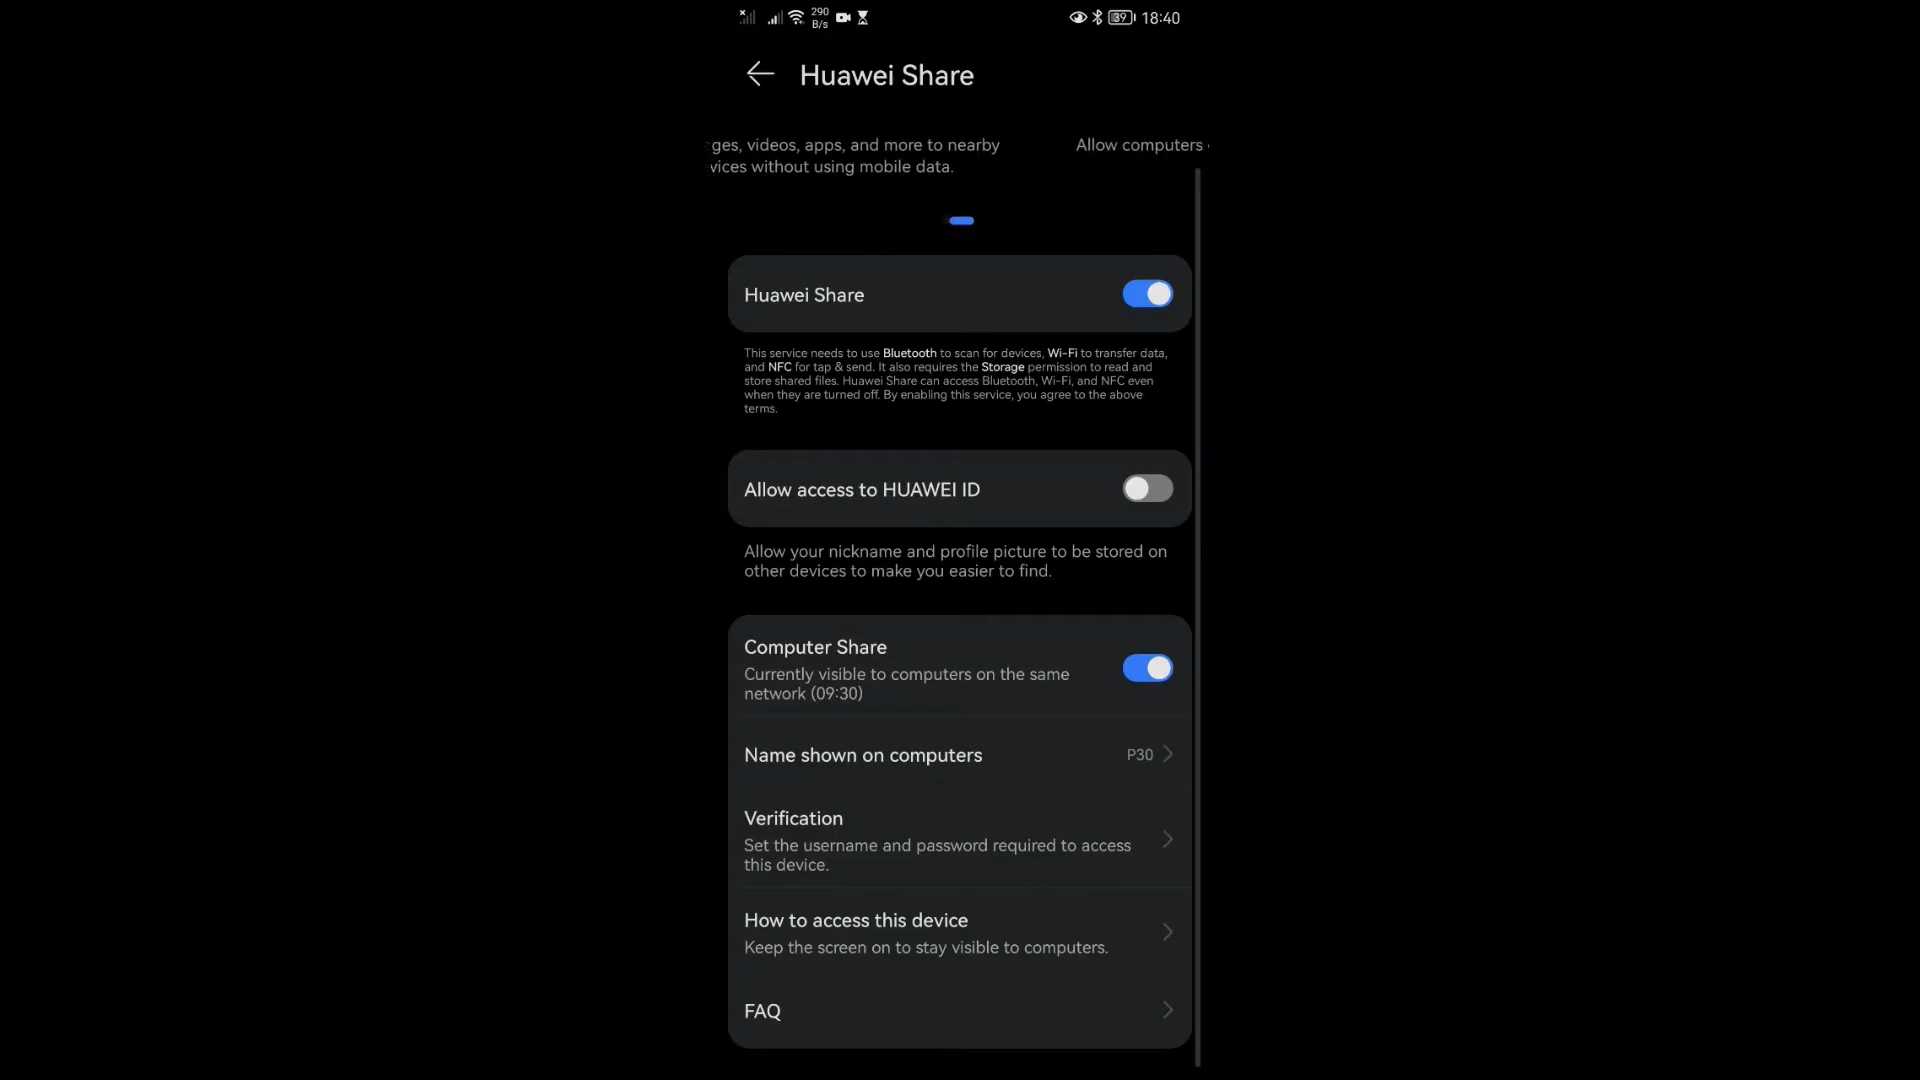 290
B/s
39
18:40
Huawei Share
ges, videos, apps, and more to nearby
vices without using mobile data.
Allow computers
Huawei Share
This service needs to use Bluetooth to scan for devices, Wi-Fi to transfer data,
and NFC for tap & send. It also requires the Storage permission to read and
store shared files. Huawei Share can access Bluetooth, Wi-Fi, and NFC even
when they are turned off. By enabling this service, you agree to the above
terms.
Allow access to HUAWEI ID
Allow your nickname and profile picture to be stored on
other devices to make you easier to find.
Computer Share
Currently visible to computers on the same
network (09:30)
Name shown on computers
P30
Verification
Set the username and password required to access
this device.
How to access this device
Keep the screen on to stay visible to computers.
FAQ